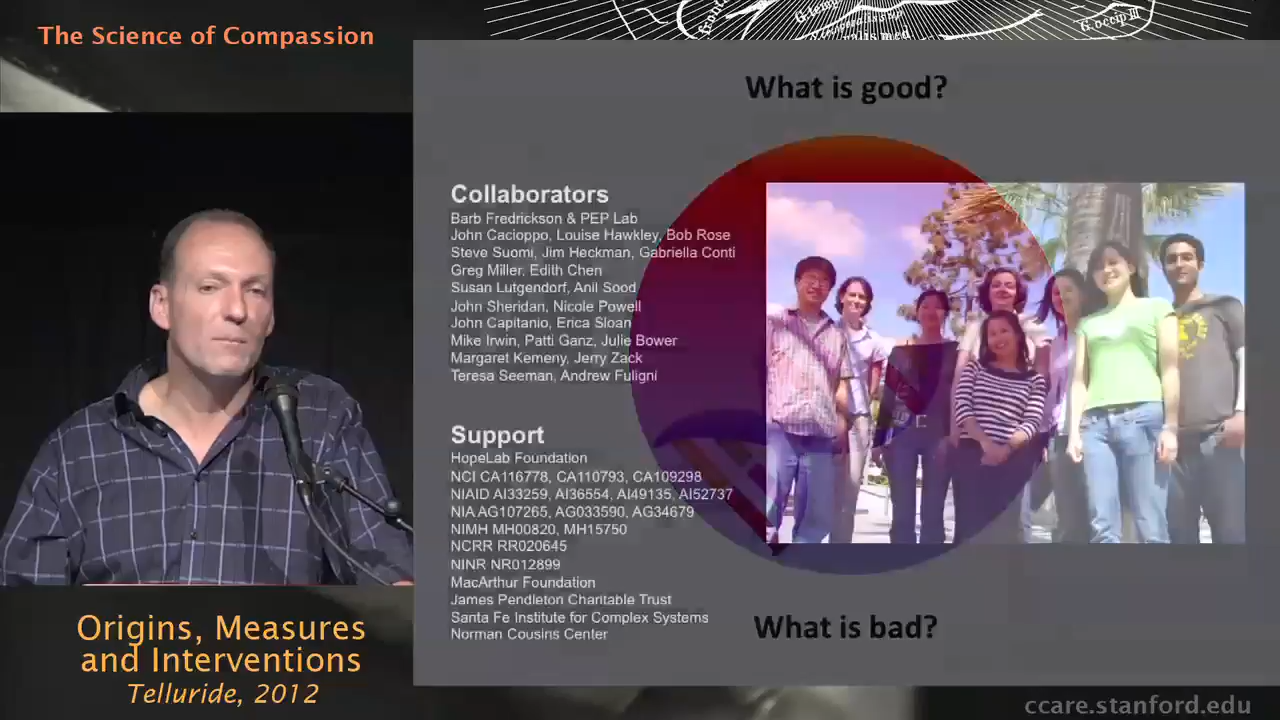 The Science of Compassion
G.occip III
What is good?
Collaborators
Barb Fredrickson & PEP Lab
John Cacioppo, Louise Hawkley, Bob Rose
Steve Suomi, Jim Heckman, Gabriella Conti
Greg Miller, Edith Chen
Susan Lutgendorf, Anil Sood
John Sheridan, Nicole Powell
John Capitanio, Erica Sloan
Mike Irwin, Patti Ganz, Julie Bower
Margaret Kemeny, Jerry Zack
Teresa Seeman, Andrew Fuligni
Support
HopeLab Foundation
NCI CA116778, CA110793, CA109298
NIAID AI33259, AI36554, AI49135, AI52737
NIA AG107265, AG033590, AG34679
NIMH MH00820, MH15750
NCRR RR020645
NINR NR012899
MacArthur Foundation
James Pendleton Charitable Trust
Santa Fe Institute for Complex Systems
Norman Cousins Center
What is bad?
Origins, Measures
and Interventions
Telluride, 2012
ccare.stanford.edu